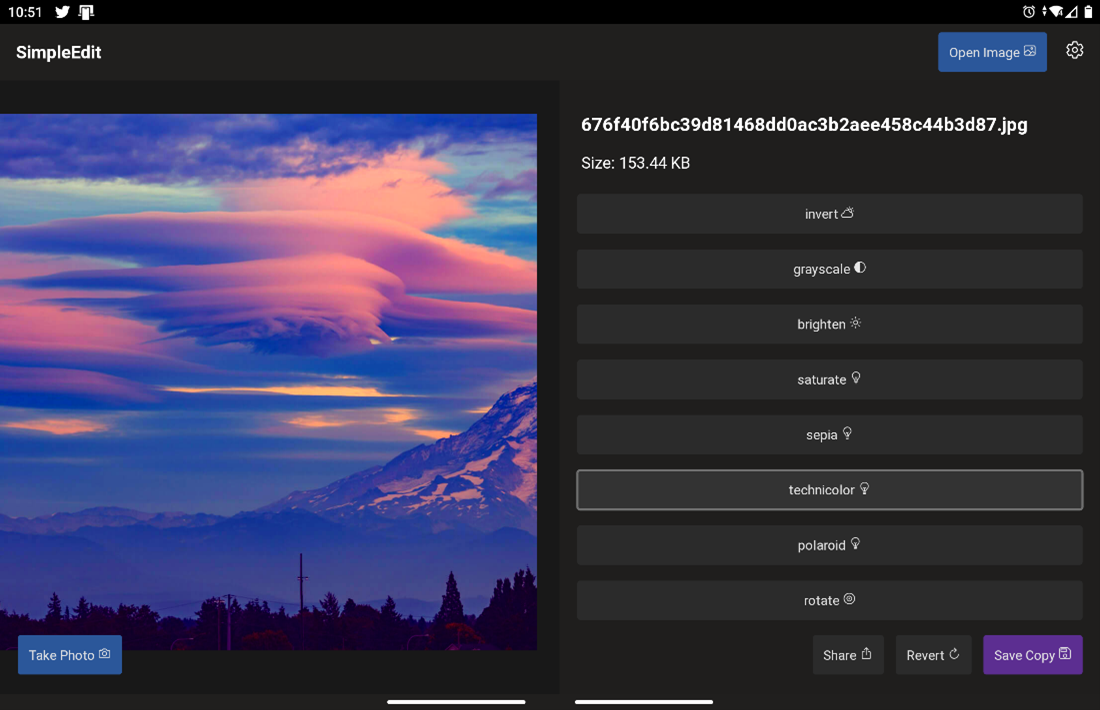 10:51
SimpleEdit
Open Image
676f40f6bc39d81468dd0ac3b2aee458c44b3d87.jpg
Size: 153.44 KB
invert
grayscale
brighten
saturate
sepia
technicolor
polaroid
rotate
Take Photo
Share
Revert
Save Copy